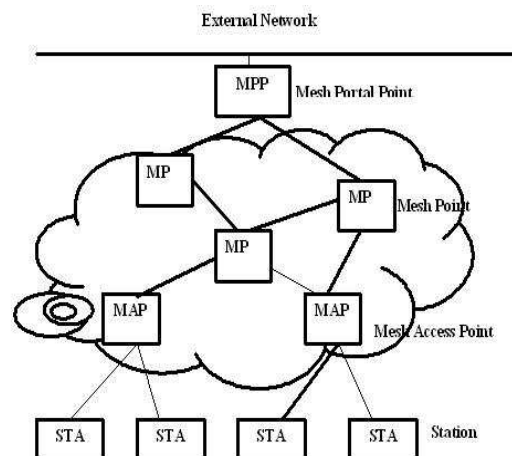 External Network
MPP
Mesh Portal Point
MP
MP
Mesh Point
MP
MAP
MAP
Mesh Access Point
STA
STA
STA
STA
Station